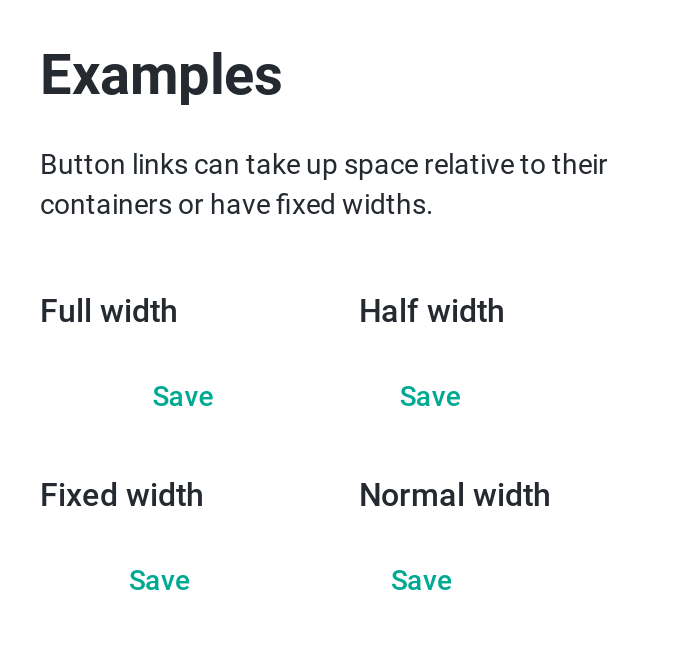 Examples
Button links can take up space relative to their
containers or have fixed widths.
Full width
Half width
Save
Save
Fixed width
Normal width
Save
Save